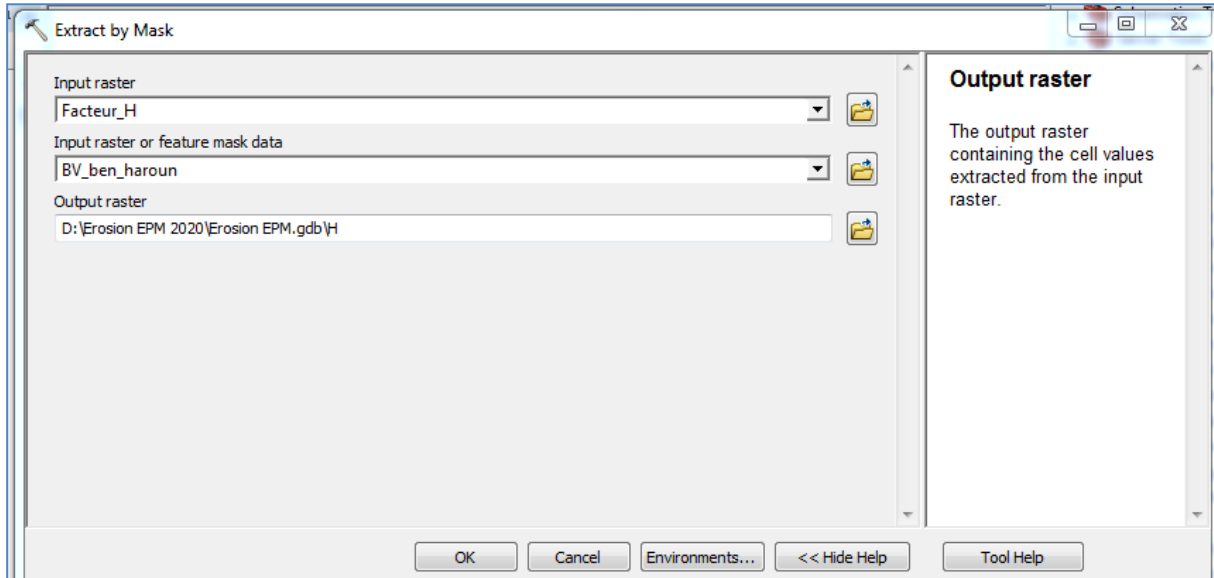 Extract by Mask
Input raster
Facteur_H
Input raster or feature mask data
BV_ben_haroun
Output raster
D:\Erosion EPM 2020\Erosion EPM.gdb\H
OK
Cancel
Environments...
<< Hide Help
Output raster
The output raster
containing the cell values
extracted from the input
raster.
Tool Help